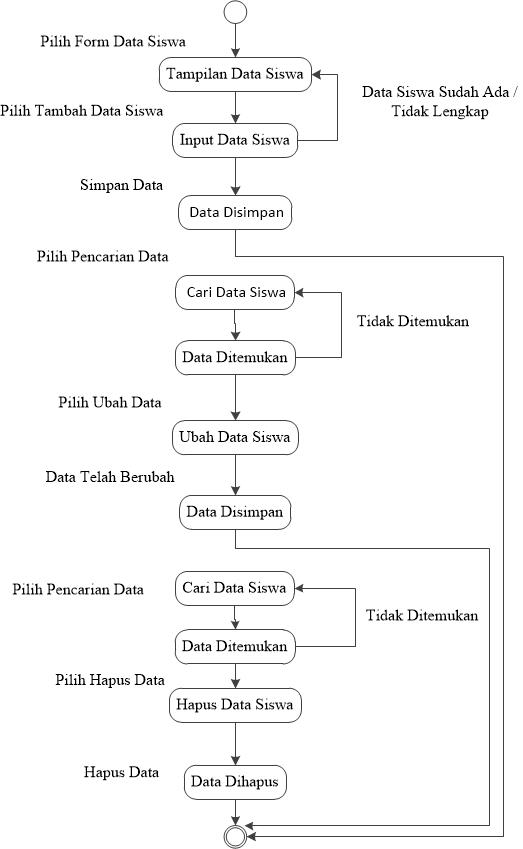 Pilih Form Data Siswa
Tampilan Data Siswa
Data Siswa Sudah Ada /
Tidak Lengkap
Pilih Tambah Data Siswa
Input Data Siswa
Simpan Data
Data Disimpan
Pilih Pencarian Data
Cari Data Siswa
Tidak Ditemukan
Data Ditemukan
Pilih Ubah Data
Ubah Data Siswa
Data Telah Berubah
Data Disimpan
Pilih Pencarian Data
Cari Data Siswa
Tidak Ditemukan
Data Ditemukan
Pilih Hapus Data
Hapus Data Siswa
Hapus Data
Data Dihapus